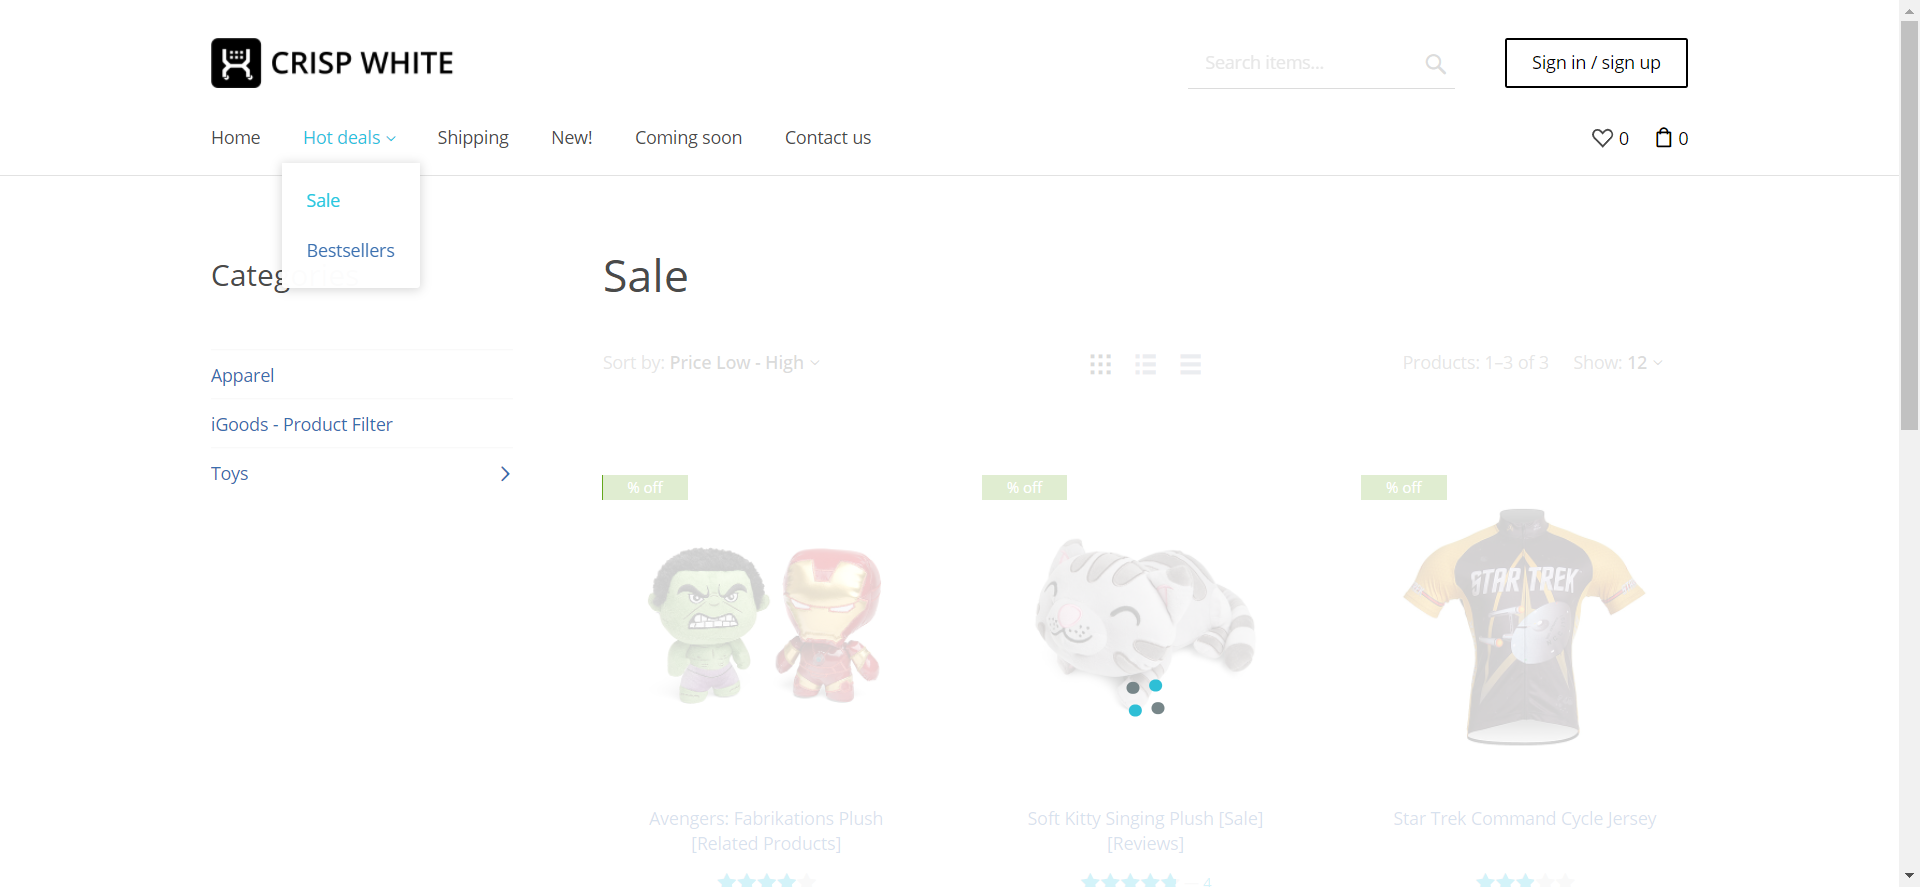 CRISP WHITE
Search items...
Sign in / sign up
Home
Hot deals
Shipping
New!
Coming soon
Contact us
0
0
Sale
Bestsellers
Sale
Apparel
iGoods - Product Filter
Toys
Sort by: Price Low - High
Products: 1–3 of 3
Show: 12
% off
% off
% off
STAR TREK
Avengers: Fabrikations Plush
[Related Products]
Soft Kitty Singing Plush [Sale]
[Reviews]
4
Star Trek Command Cycle Jersey